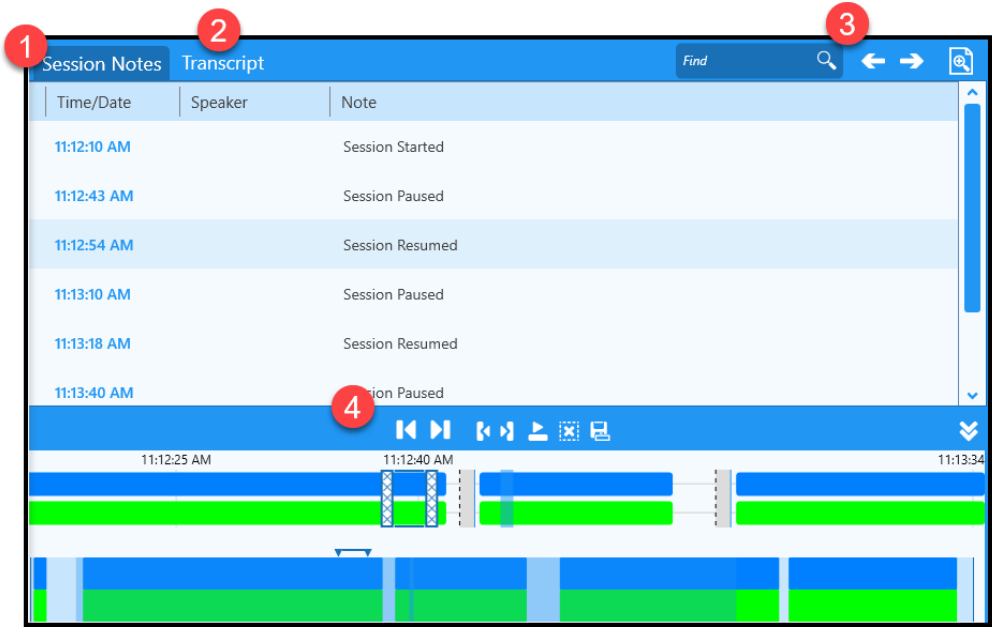 1
2
3
Session Notes Transcript Find
Time/Date Speaker Note
11:12:10 AM Session Started
11:12:43 AM Session Paused
11:12:54 AM Session Resumed
11:13:10 AM Session Paused
11:13:18 AM Session Resumed
11:13:40 AM ion Paused
4
11:12:25 AM 11:12:40 AM 11:13:34